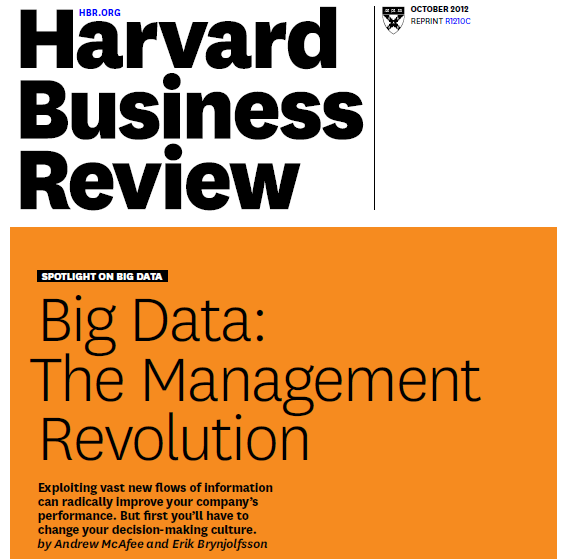 HBR.ORG
Harvard
Business
Review
OCTOBER 2012
REPRINT R1210C
SPOTLIGHT ON BIG DATA
Big Data:
The Management
Revolution
Exploiting vast new flows of information
can radically improve your company's
performance. But first you'll have to
change your decision-making culture.
by Andrew McAfee and Erik Brynjolfsson